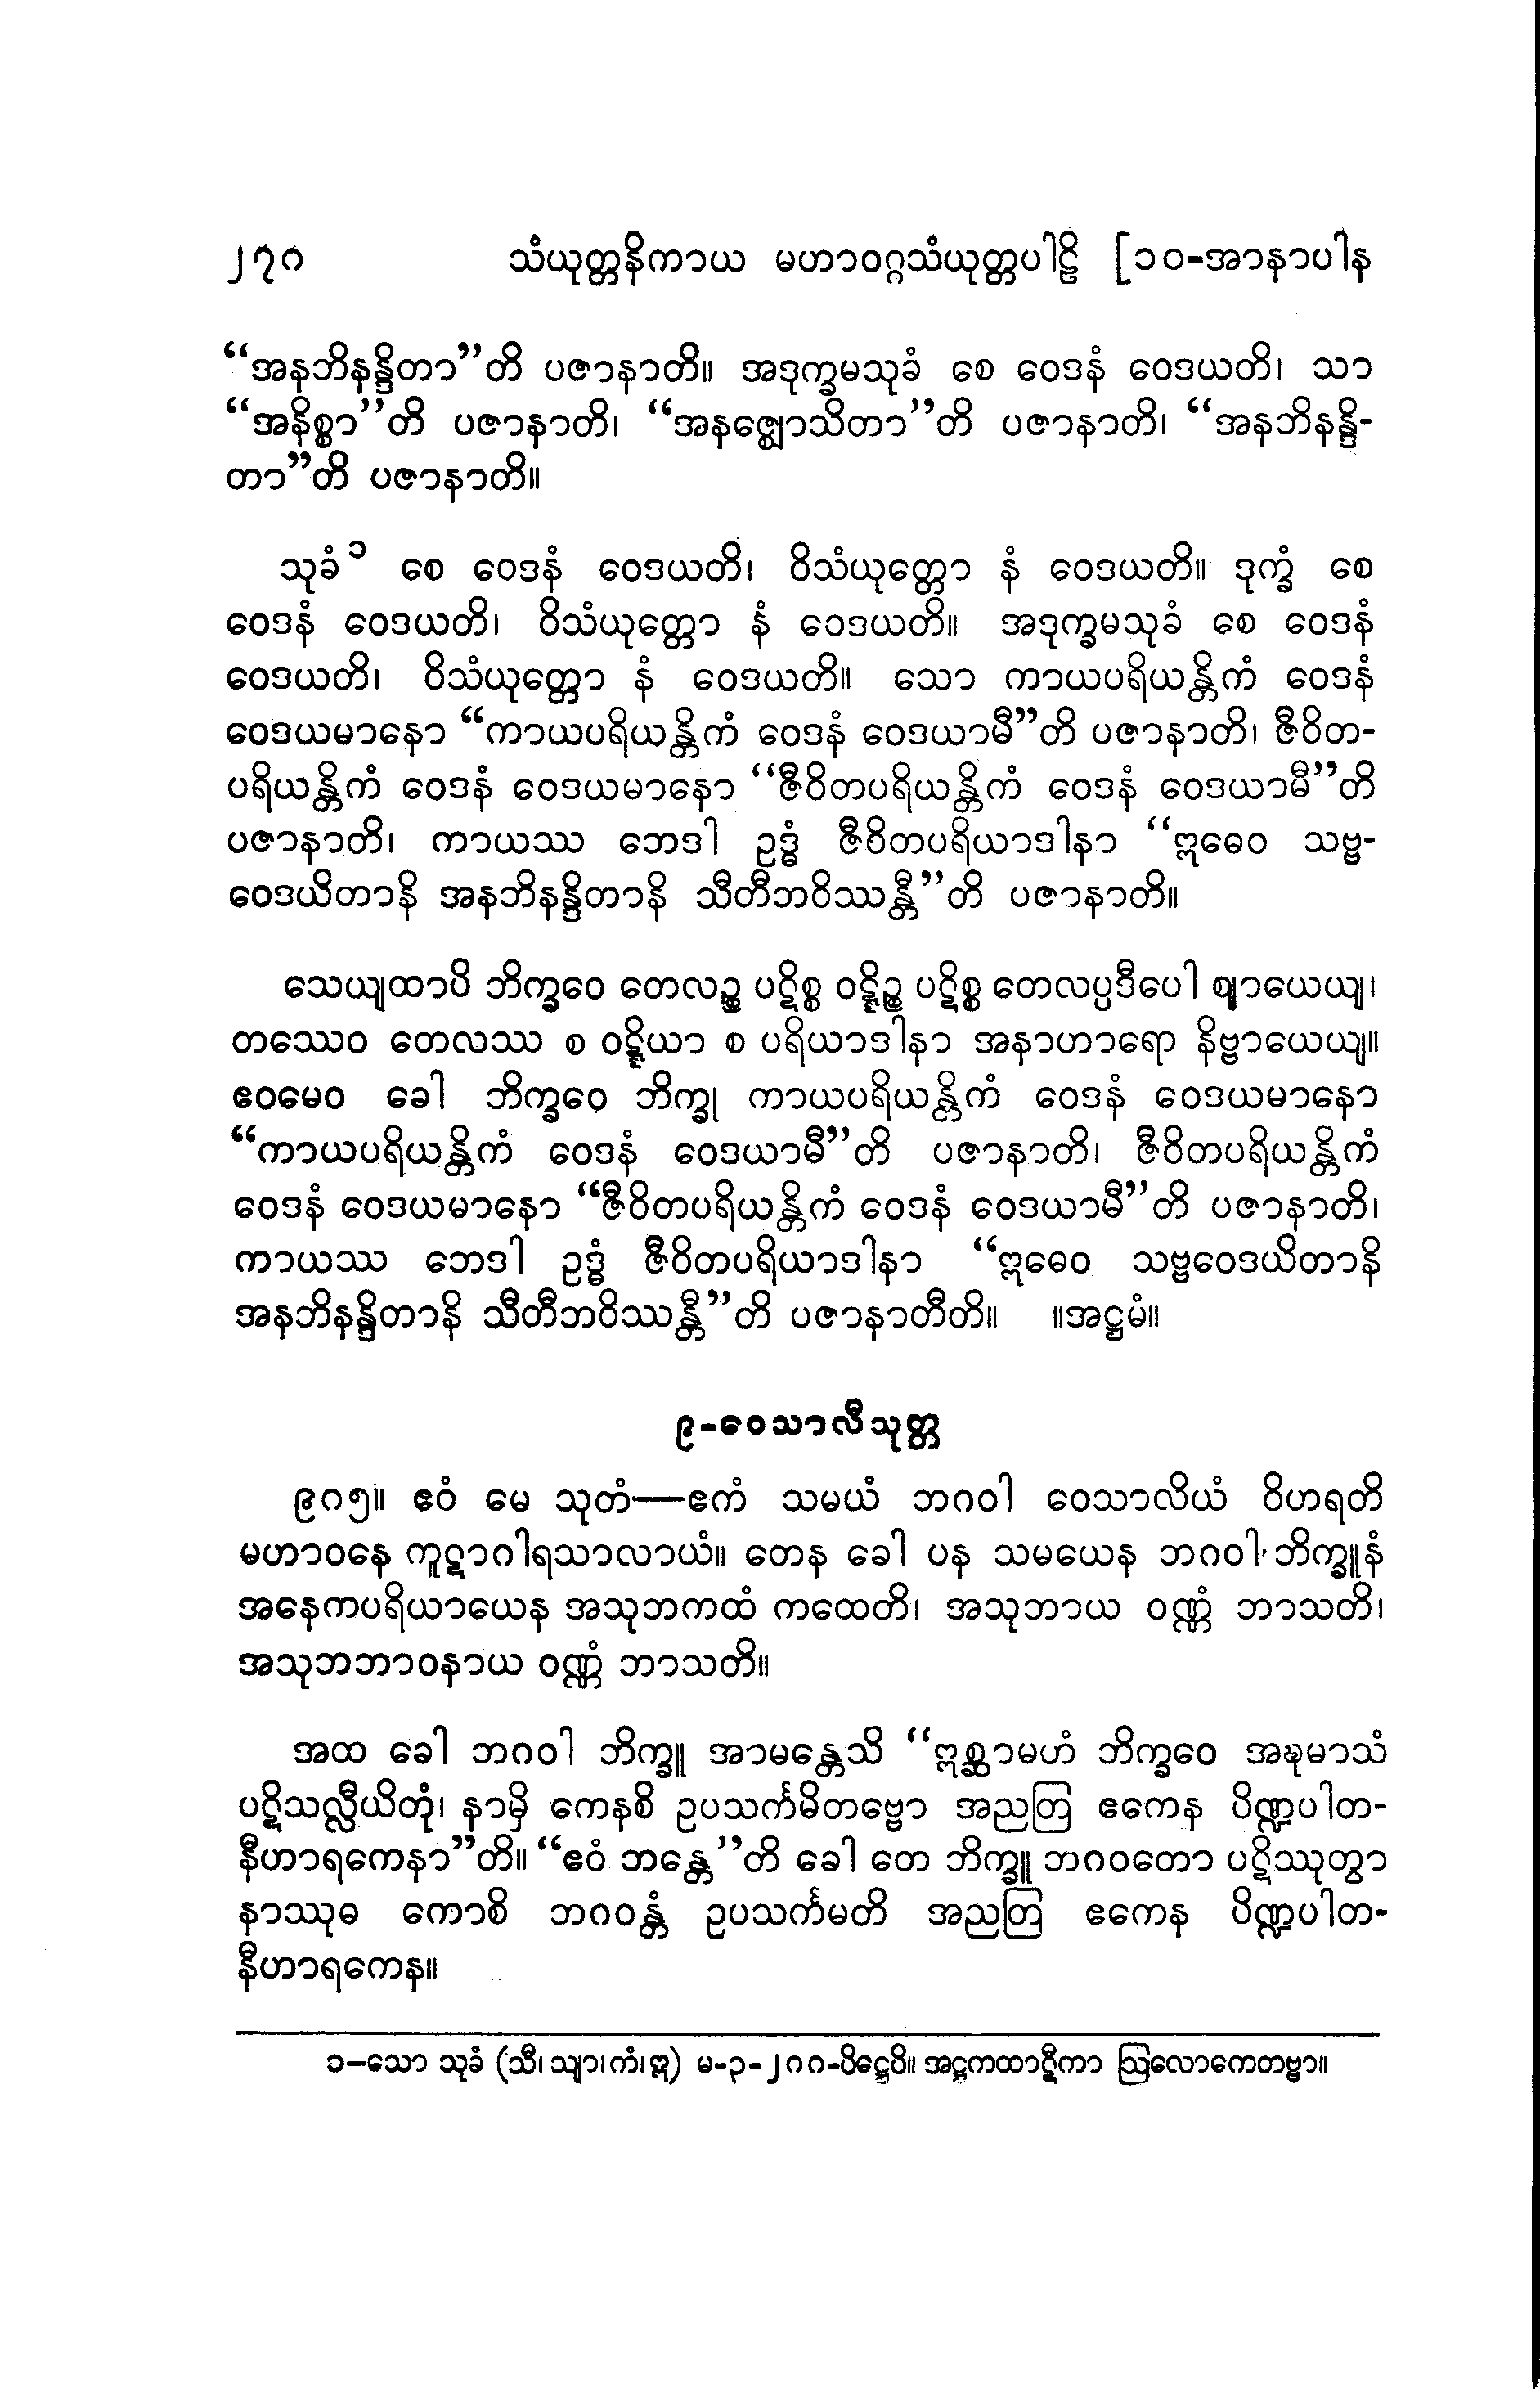 ၂၇၈ သံယုတ္တနိကာယ မဟာဝဂ္ဂသံယုတ္တပါဠိ [၁၀-အာနာပါန
“အနဘိနန္ဒိတာ”တိ ပဇာနာတိ။ အဒုက္ခမသုခံ စေ ဝေဒနံ ဝေဒယတိ၊ သာ
“အနိစ္စာ”တိ ပဇာနာတိ၊ “အနဇ္ဈောသိတာ”တိ ပဇာနာတိ၊ “အနဘိနန္ဒိ-
တာ”တိ ပဇာနာတိ။
သုခံ၁ စေ ဝေဒနံ ဝေဒယတိ၊ ဝိသံယုတ္တော နံ ဝေဒယတိ။ ဒုက္ခံ စေ
ဝေဒနံ ဝေဒယတိ၊ ဝိသံယုတ္တော နံ ဝေဒယတိ။ အဒုက္ခမသုခံ စေ ဝေဒနံ
ဝေဒယတိ၊ ဝိသံယုတ္တော နံ ဝေဒယတိ။ သော ကာယပရိယန္တိကံ ဝေဒနံ
ဝေဒယမာနော “ကာယပရိယန္တိကံ ဝေဒနံ ဝေဒယာမီ”တိ ပဇာနာတိ၊ ဇီဝိတ-
ပရိယန္တိကံ ဝေဒနံ ဝေဒယမာနော “ဇီဝိတပရိယန္တိကံ ဝေဒနံ ဝေဒယာမီ”တိ
ပဇာနာတိ၊ ကာယဿ ဘေဒါ ဥဒ္ဓံ ဇီဝိတပရိယာဒါနာ “ဣဓေဝ သဗ္ဗ-
ဝေဒယိတာနိ အနဘိနန္ဒိတာနိ သီတီဘဝိဿန္တီ”တိ ပဇာနာတိ။
သေယျထာပိ ဘိက္ခဝေ တေလဉ္စ ပဋိစ္စ ဝဋ္ဋိဉ္စ ပဋိစ္စ တေလပ္ပဒီပေါ ဈာယေယျ၊
တဿေဝ တေလဿ စ ဝဋ္ဋိယာ စ ပရိယာဒါနာ အနာဟာရော နိဗ္ဗာယေယျ။
ဧဝမေဝ ခေါ ဘိက္ခဝေ ဘိက္ခု ကာယပရိယန္တိကံ ဝေဒနံ ဝေဒယမာနော
“ကာယပရိယန္တိကံ ဝေဒနံ ဝေဒယာမီ”တိ ပဇာနာတိ၊ ဇီဝိတပရိယန္တိကံ
ဝေဒနံ ဝေဒယမာနော “ဇီဝိတပရိယန္တိကံ ဝေဒနံ ဝေဒယာမီ”တိ ပဇာနာတိ၊
ကာယဿ ဘေဒါ ဥဒ္ဓံ ဇီဝိတပရိယာဒါနာ “ဣဓေဝ သဗ္ဗဝေဒယိတာနိ
အနဘိနန္ဒိတာနိ သီတီဘဝိဿန္တီ”တိ ပဇာနာတီတိ။ ။အဋ္ဌမံ။
၉-ဝေသာလီသုတ္တ
၉၈၅။ ဧဝံ မေ သုတံ—ဧကံ သမယံ ဘဂဝါ ဝေသာလိယံ ဝိဟရတိ
မဟာဝနေ ကူဋာဂါရသာလာယံ။ တေန ခေါ ပန သမယေန ဘဂဝါ ဘိက္ခူနံ
အနေကပရိယာယေန အသုဘကထံ ကထေတိ၊ အသုဘာယ ဝဏ္ဏံ ဘာသတိ၊
အသုဘဘာဝနာယ ဝဏ္ဏံ ဘာသတိ။
အထ ခေါ ဘဂဝါ ဘိက္ခူ အာမန္တေသိ “ဣစ္ဆာမဟံ ဘိက္ခဝေ အဍ္ဎမာသံ
ပဋိသလ္လီယိတုံ၊ နာမှိ ကေနစိ ဥပသင်္ကမိတဗ္ဗော အညတြ ဧကေန ပိဏ္ဍပါတ-
နီဟာရကေနာ”တိ။ “ဧဝံ ဘန္တေ”တိ ခေါ တေ ဘိက္ခူ ဘဂဝတော ပဋိဿုတွာ
နာဿုဓ ကောစိ ဘဂဝန္တံ ဥပသင်္ကမတိ အညတြ ဧကေန ပိဏ္ဍပါတ-
နီဟာရကေန။
၁—သော သုခံ (သီ၊ သျာ၊ ကံ၊ ဣ) မ-၃-၂၈၈-ပိဋ္ဌေပိ။ အဋ္ဌကထာဋီကာ ဩလောကေတဗ္ဗာ။